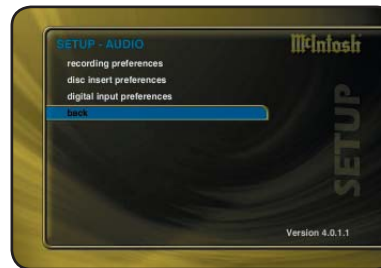 SETUP - AUDIO
McIntosh
recording preferences
disc insert preferences
digital input preferences
back
SETUP
Version 4.0.1.1